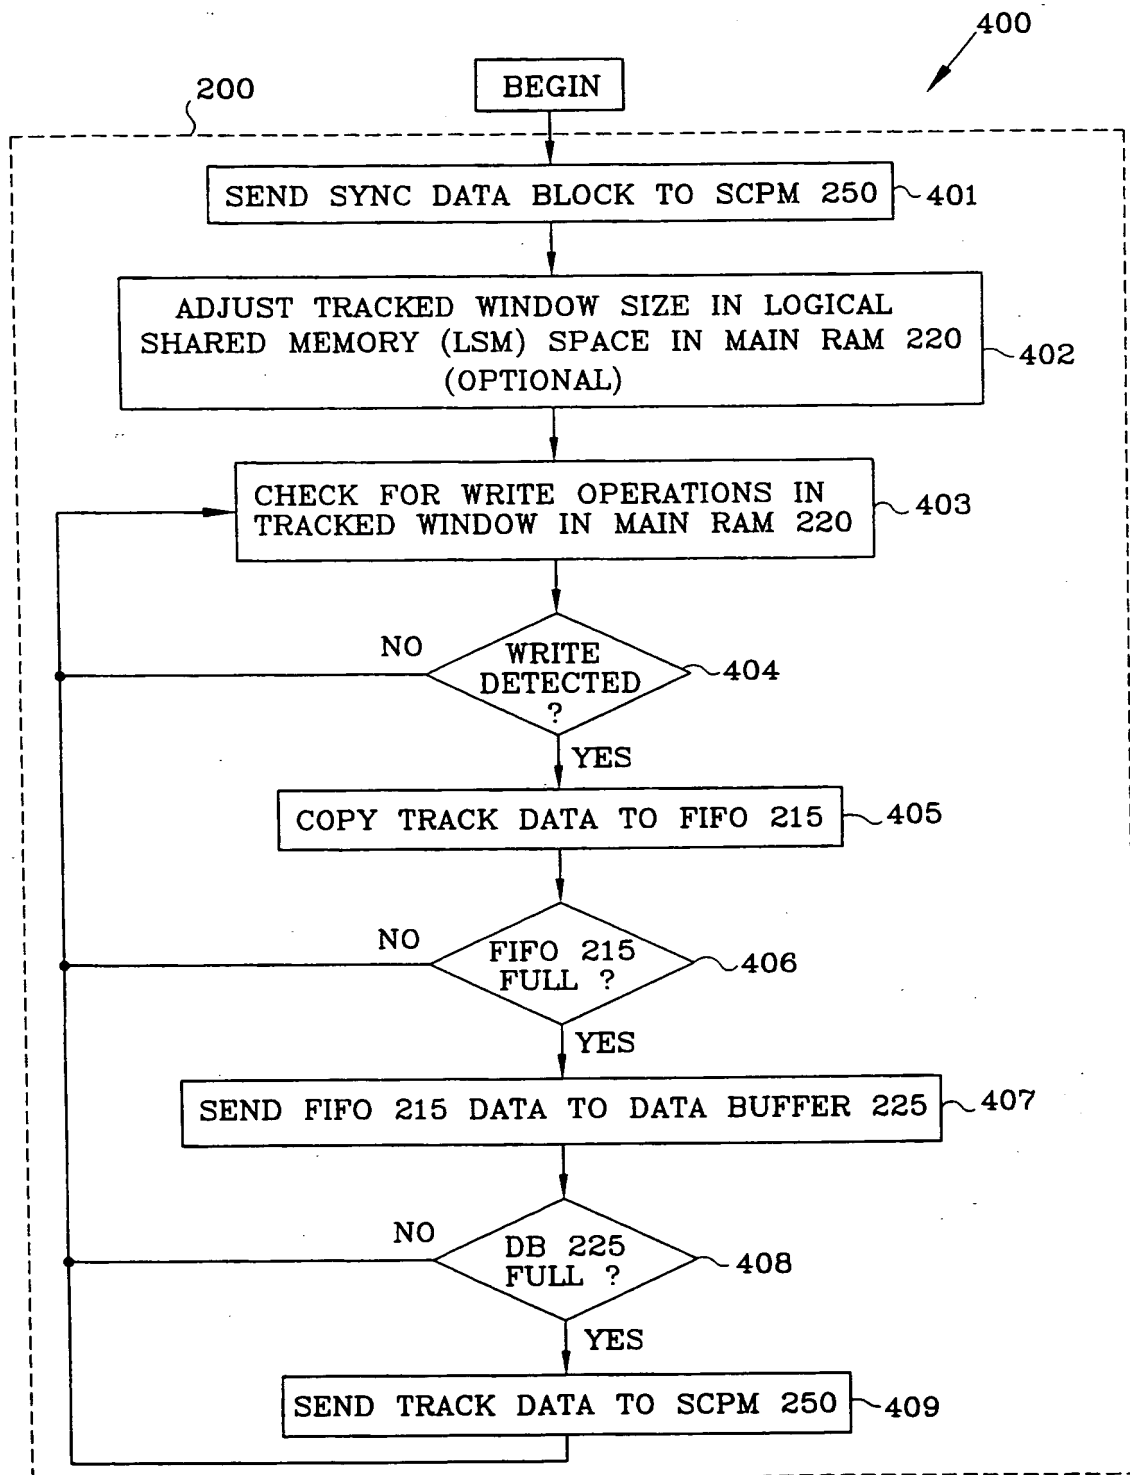 400
BEGIN
200
SEND SYNC DATA BLOCK TO SCPM 250
401
ADJUST TRACKED WINDOW SIZE IN LOGICAL
SHARED MEMORY (LSM) SPACE IN MAIN RAM 220
(OPTIONAL)
402
CHECK FOR WRITE OPERATIONS IN
TRACKED WINDOW IN MAIN RAM 220
403
NO
WRITE
DETECTED
?
404
YES
COPY TRACK DATA TO FIFO 215
405
NO
FIFO 215
FULL ?
406
YES
SEND FIFO 215 DATA TO DATA BUFFER 225
407
NO
DB 225
FULL ?
408
YES
SEND TRACK DATA TO SCPM 250
409